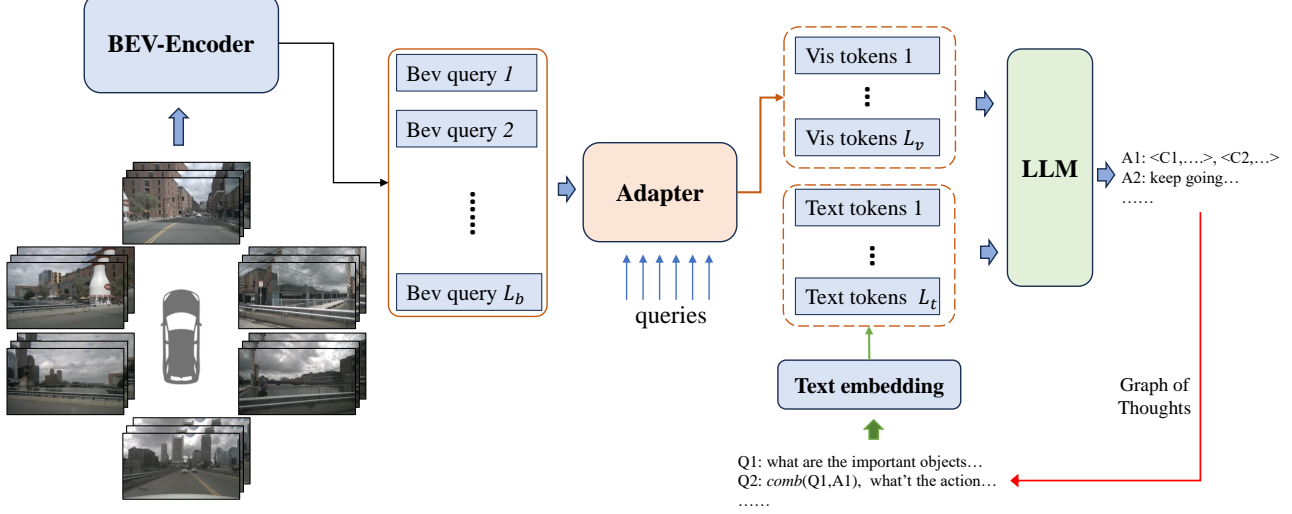 BEV-Encoder
Bev query 1
Bev query 2
Bev query L_b
Adapter
queries
Vis tokens 1
Vis tokens L_v
Text tokens 1
Text tokens L_t
Text embedding
LLM
A1: <C1,....>, <C2,…>
A2: keep going…
……
Graph of
Thoughts
Q1: what are the important objects…
Q2: comb(Q1,A1), what't the action…
……